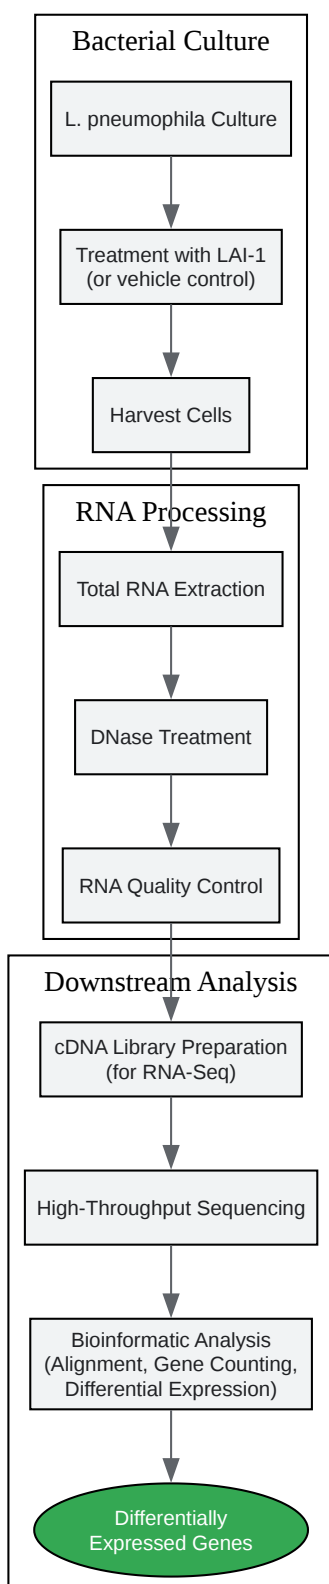 Bacterial Culture
L. pneumophila Culture
Treatment with LAI-1
(or vehicle control)
Harvest Cells
RNA Processing
Total RNA Extraction
DNase Treatment
RNA Quality Control
Downstream Analysis
cDNA Library Preparation
(for RNA-Seq)
High-Throughput Sequencing
Bioinformatic Analysis
(Alignment, Gene Counting,
Differential Expression)
Differentially
Expressed Genes